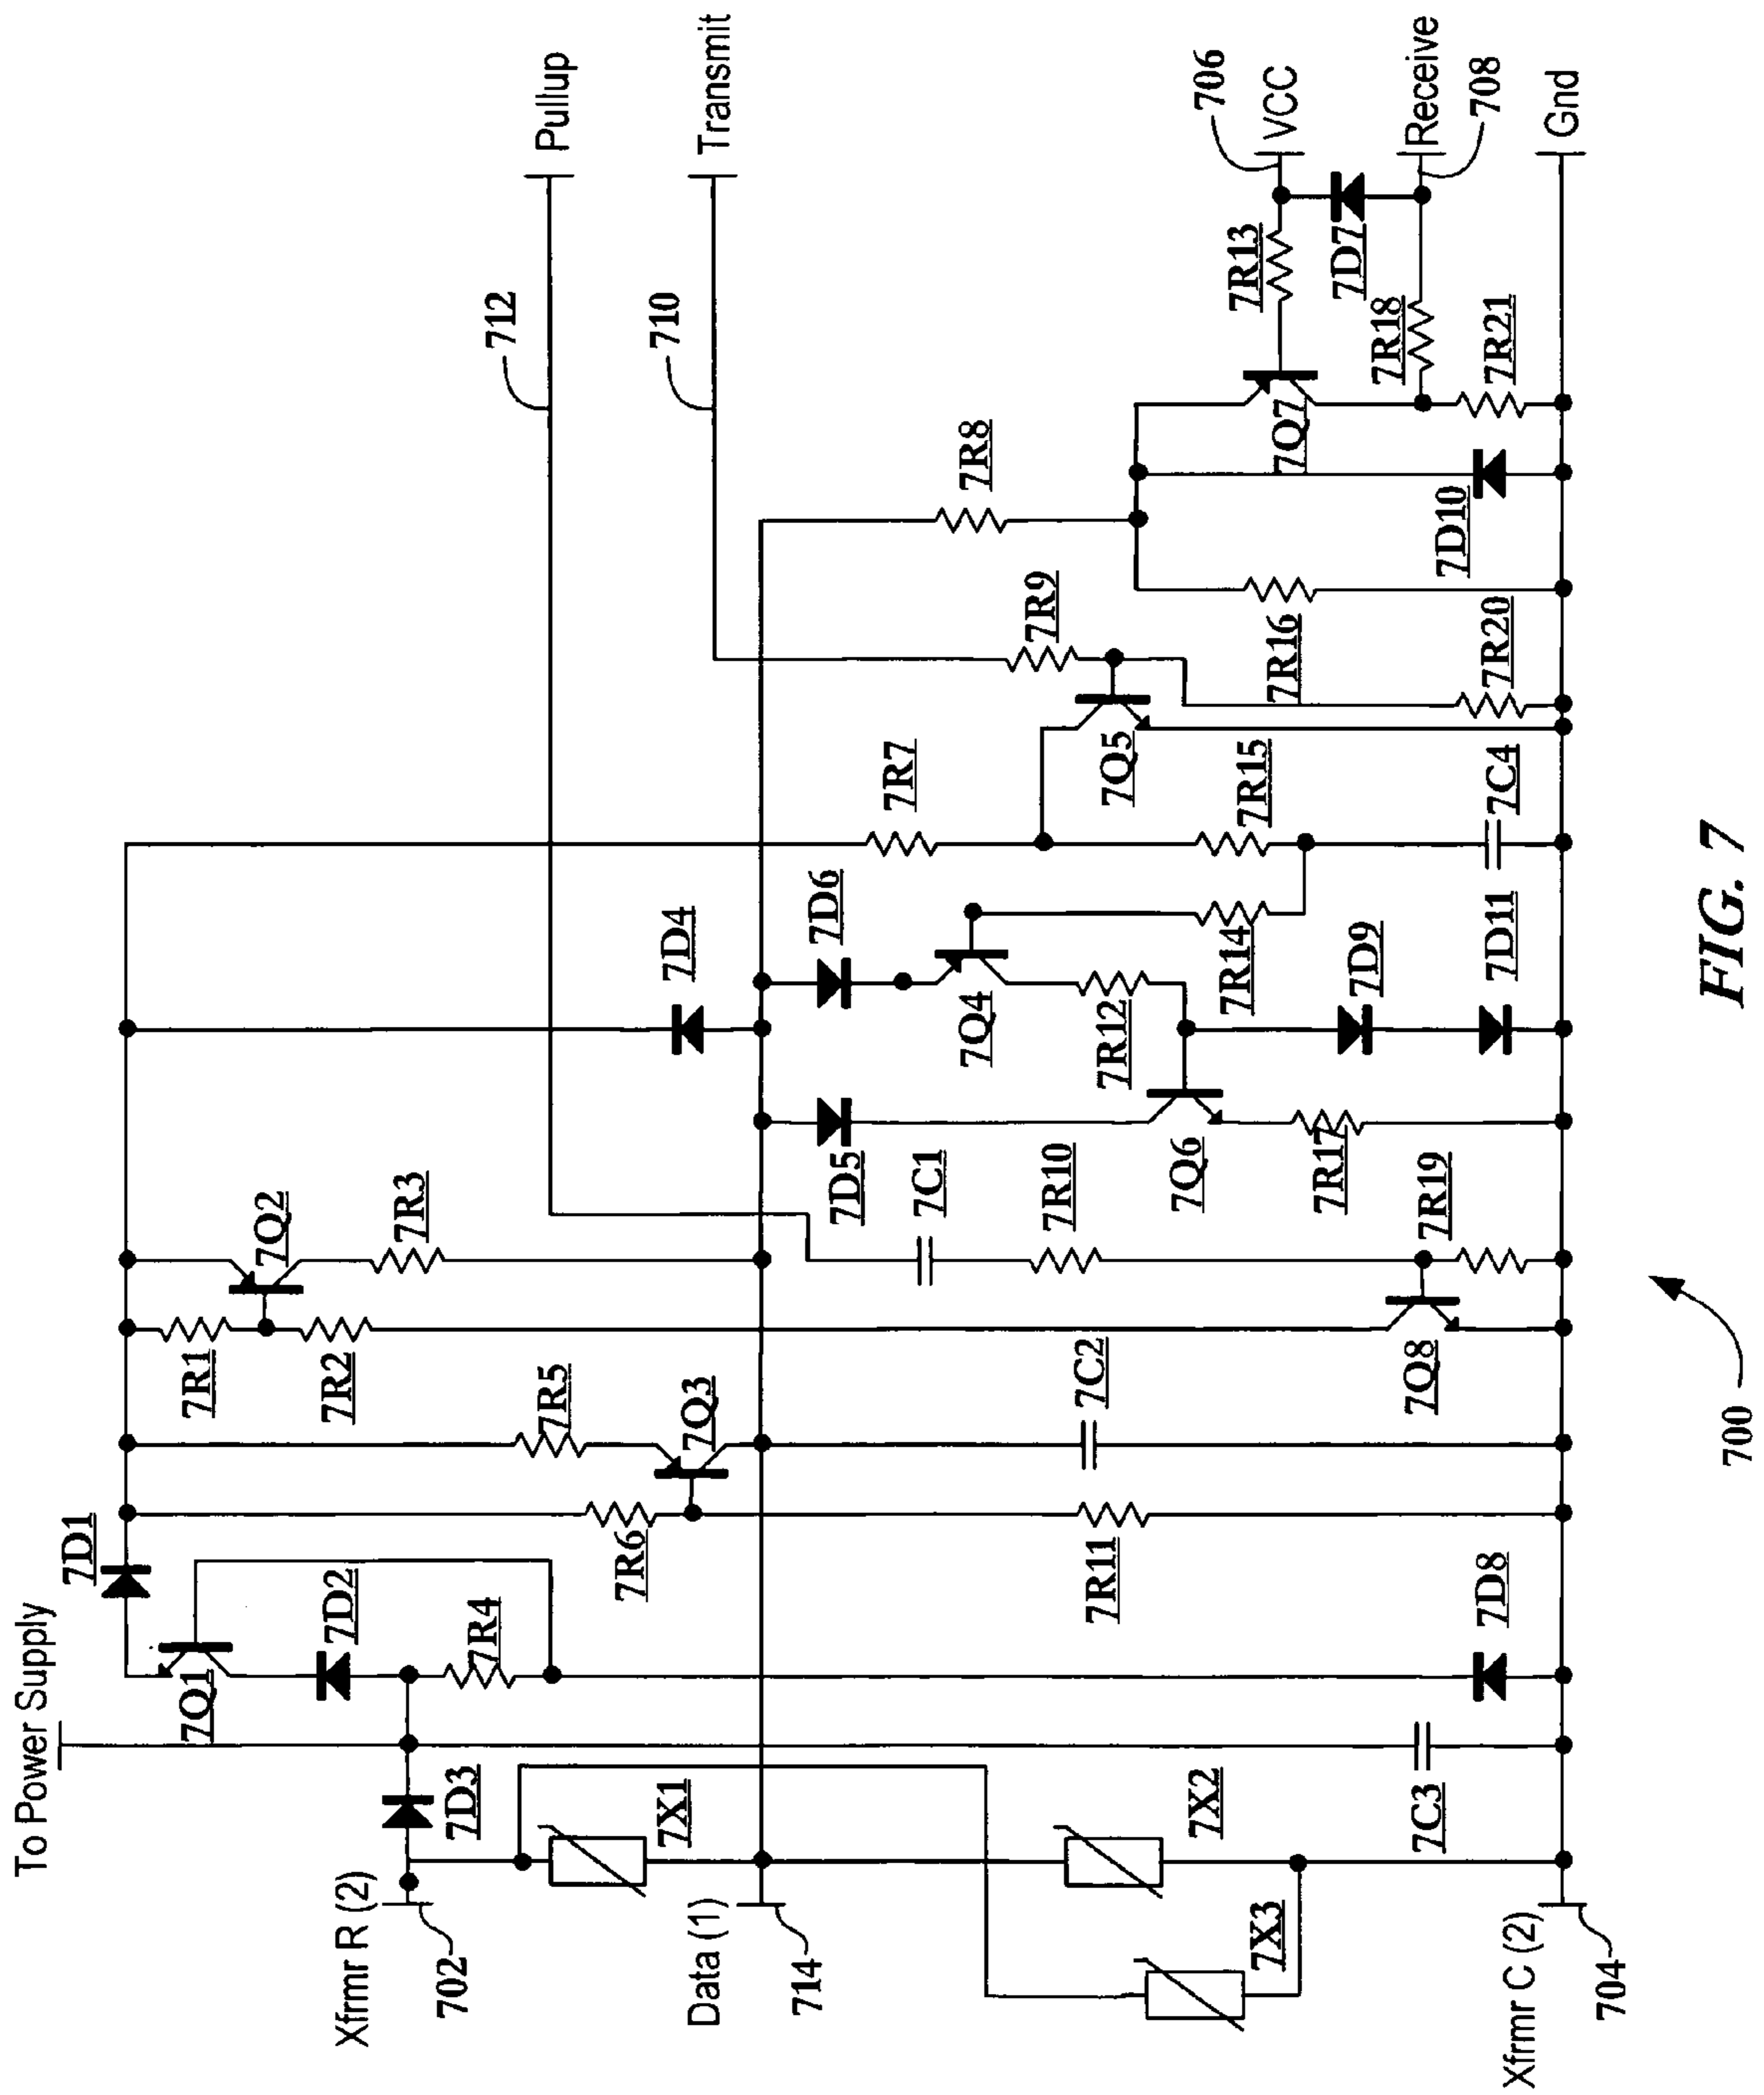 To Power Supply
7D1
7Q1
7D2
7R4
7R1
7R2
7Q2
7R3
7R5
7R6
7Q3
712
Pullup
710
Transmit
Xfrmr R (2)
702
7D3
7X1
Data (1)
714
7X2
7X3
7C3
Xfrmr C (2)
704
7R11
7D8
7C2
7Q8
7C1
7R10
7R19
7D5
7Q6
7R17
7D4
7D6
7Q4
7R12
7R14
7D9
7D11
7R7
7R15
7C4
7Q5
7R9
7R20
7R16
7R8
7D10
7Q7
7R13
7D7
7R18
7R21
706
VCC
Receive
708
Gnd
700
FIG. 7